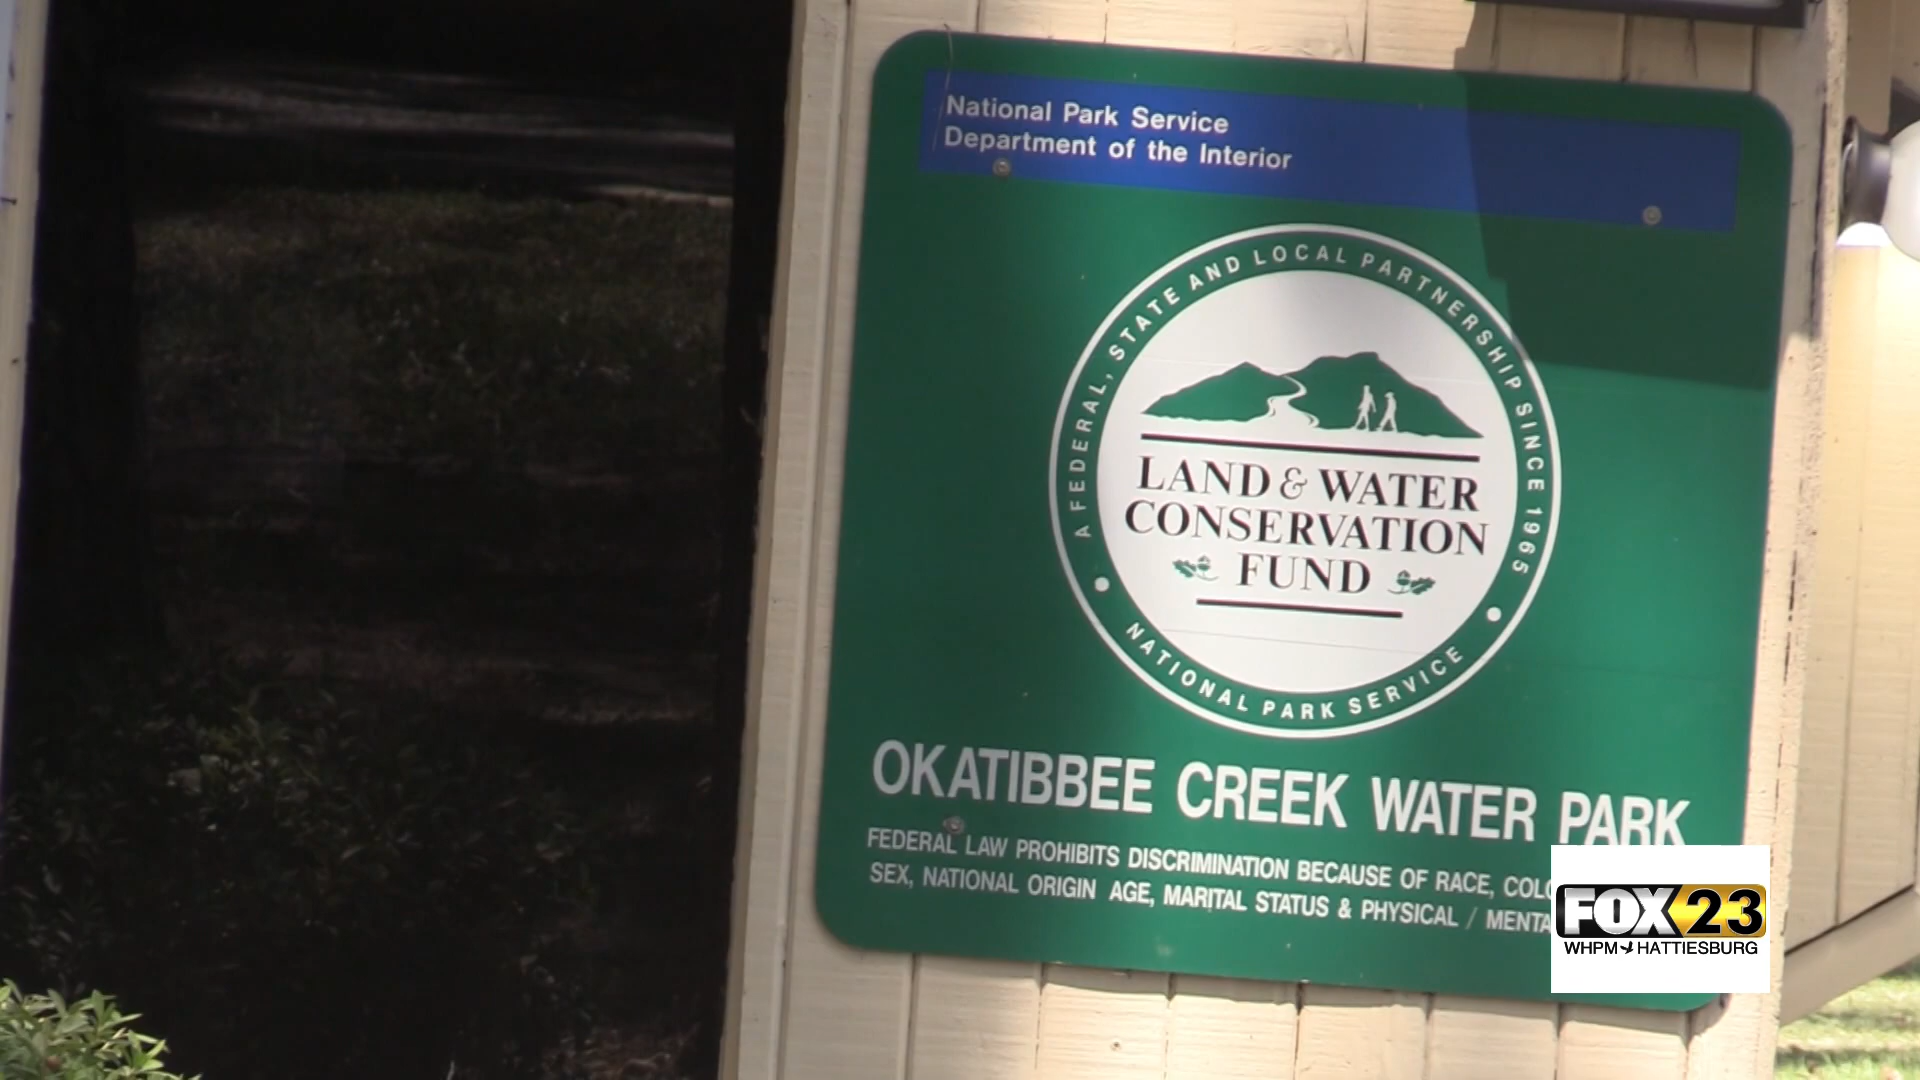 National Park Service
Department of the Interior
A FEDERAL, STATE AND LOCAL PARTNERSHIP SINCE 1965
LAND & WATER
CONSERVATION
FUND
NATIONAL PARK SERVICE
OKATIBBEE CREEK WATER PARK
FEDERAL LAW PROHIBITS DISCRIMINATION BECAUSE OF RACE,
SEX, NATIONAL ORIGIN AGE, MARITAL STATUS & PHYSICAL /
FOX 23
WHPM HATTIESBURG